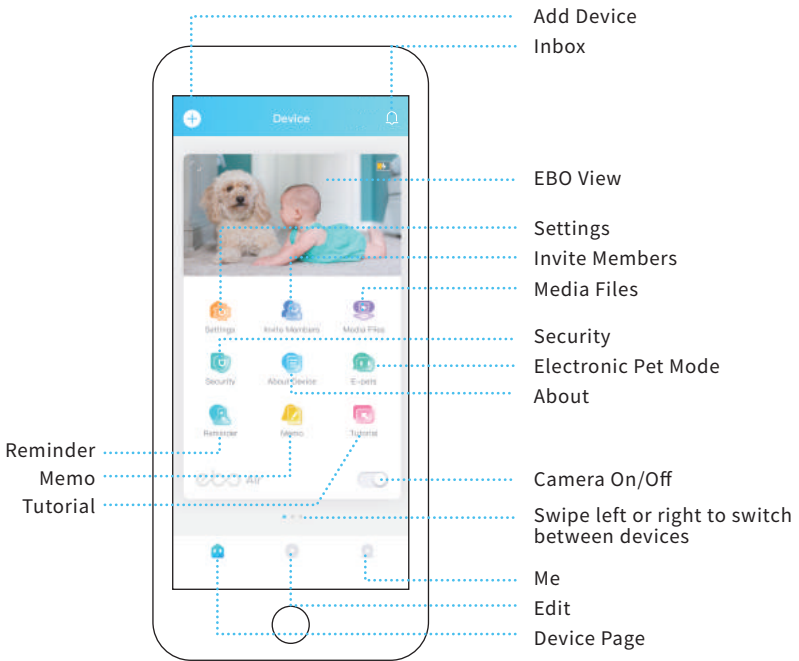 Add Device
Inbox
Device
EBO View
Settings
Invite Members
Media Files
Settings
Invite Members
Media Files
Security
Electronic Pet Mode
About
Security
About Device
E-pets
Reminder
Memo
Tutorial
Reminder
Memo
Tutorial
ebo Air
Camera On/Off
Swipe left or right to switch
between devices
Me
Edit
Device Page